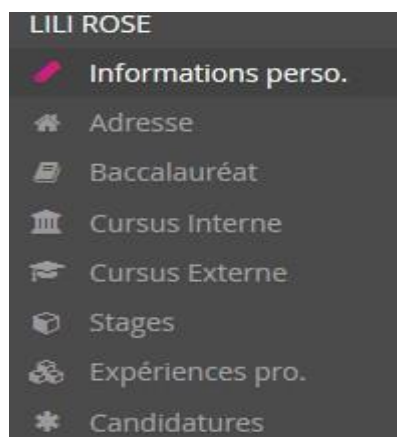 LILI ROSE
Informations perso.
Adresse
Baccalauréat
Cursus Interne
Cursus Externe
Stages
Expériences pro.
Candidatures